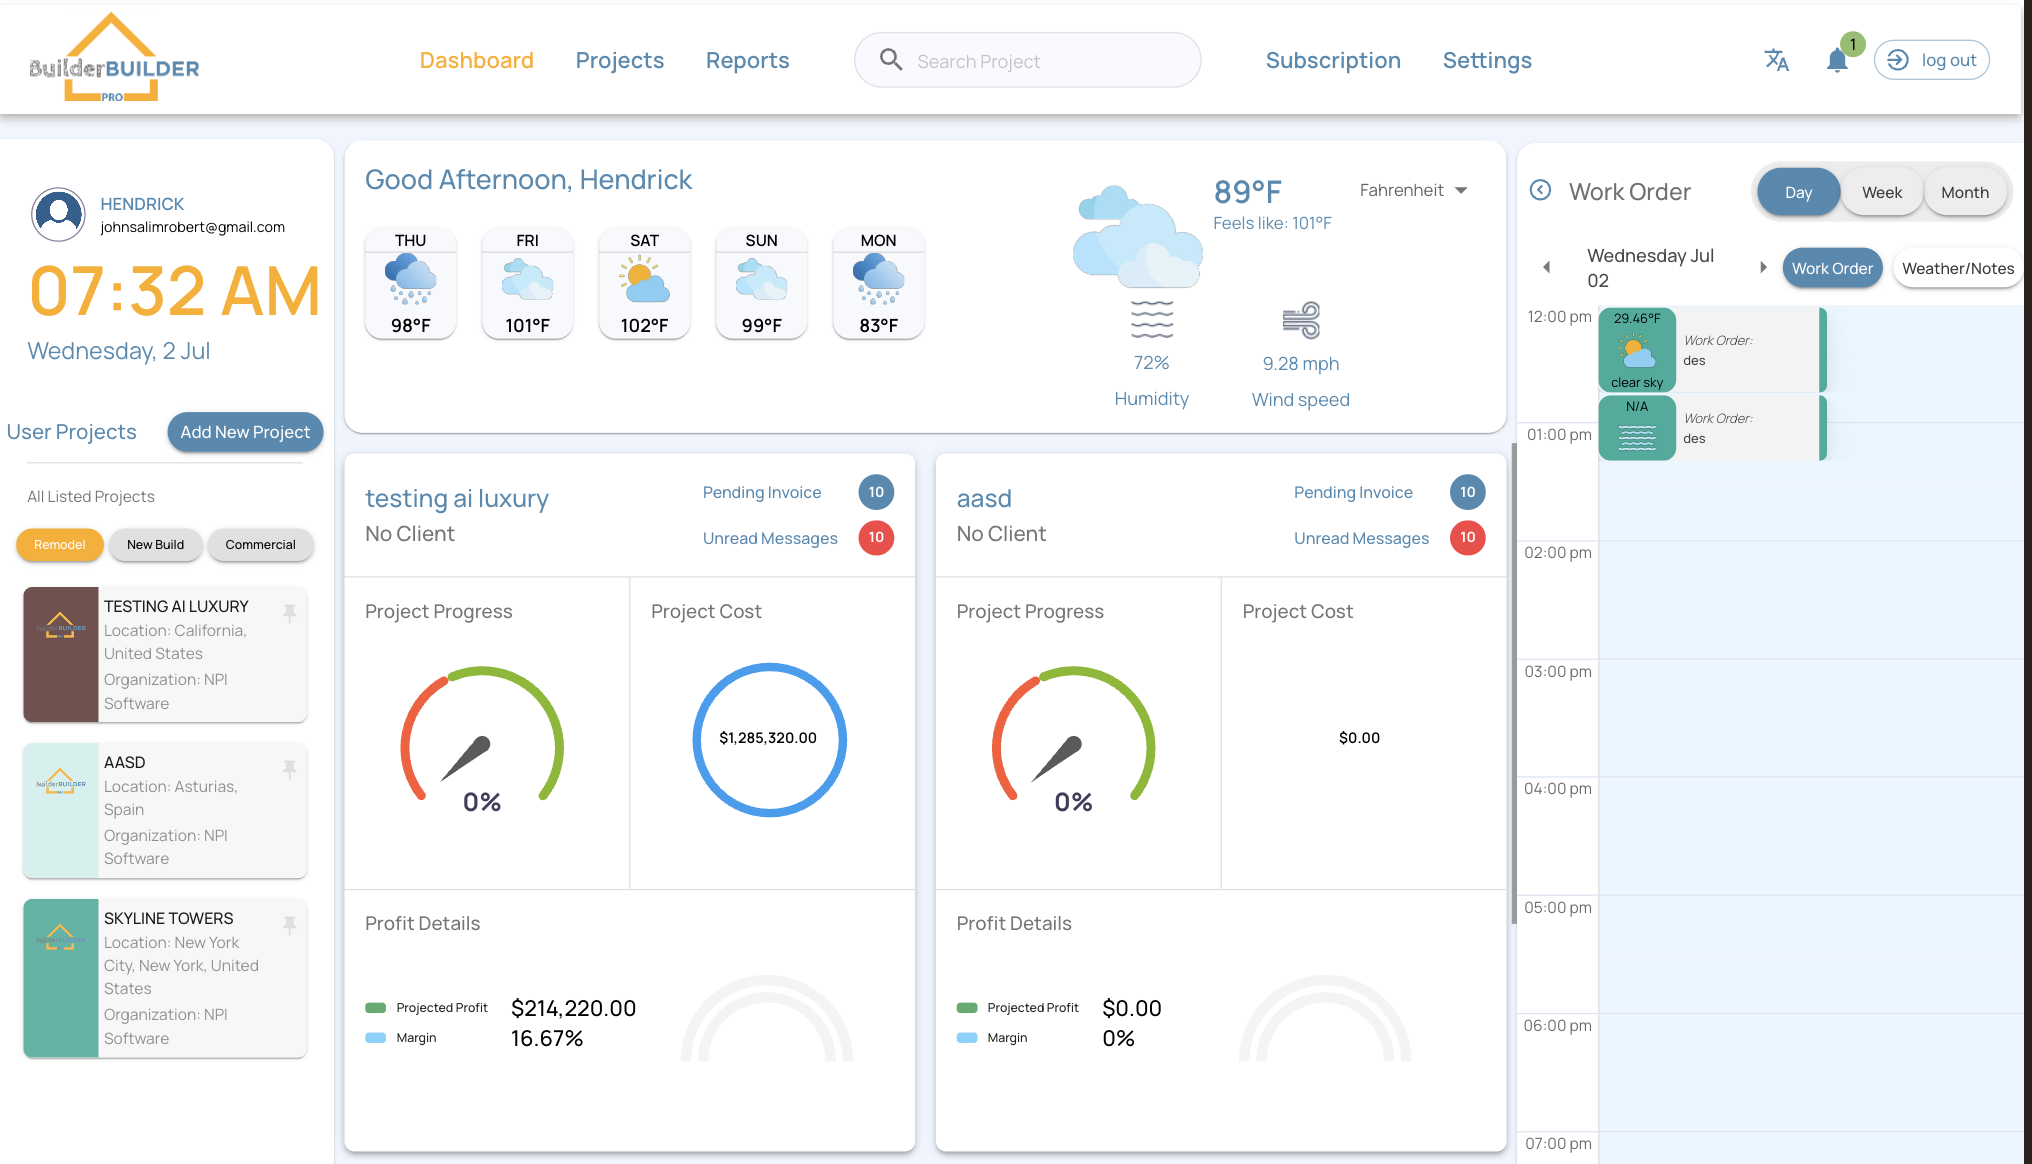 BuilderBUILDER
PRO
Dashboard
Projects
Reports
Search Project
Subscription
Settings
1
log out
HENDRICK
johnsalimrobert@gmail.com
07:32 AM
Wednesday, 2 Jul
User Projects
Add New Project
All Listed Projects
Remodel
New Build
Commercial
TESTING AI LUXURY
Location: California,
United States
Organization: NPI
Software
BuilderBUILDER
AASD
Location: Asturias,
Spain
Organization: NPI
Software
SKYLINE TOWERS
Location: New York
City, New York, United
States
Organization: NPI
Software
Good Afternoon, Hendrick
THU
98°F
FRI
101°F
SAT
102°F
SUN
99°F
MON
83°F
89°F
Feels like: 101°F
Fahrenheit
72%
Humidity
9.28 mph
Wind speed
testing ai luxury
No Client
Pending Invoice
10
Unread Messages
10
Project Progress
0%
Project Cost
$1,285,320.00
Profit Details
Projected Profit
$214,220.00
Margin
16.67%
aasd
No Client
Pending Invoice
10
Unread Messages
10
Project Progress
0%
Project Cost
$0.00
Profit Details
Projected Profit
$0.00
Margin
0%
Work Order
Day
Week
Month
Wednesday Jul
02
Work Order
Weather/Notes
12:00 pm
29.46°F
clear sky
Work Order:
des
N/A
Work Order:
des
01:00 pm
02:00 pm
03:00 pm
04:00 pm
05:00 pm
06:00 pm
07:00 pm